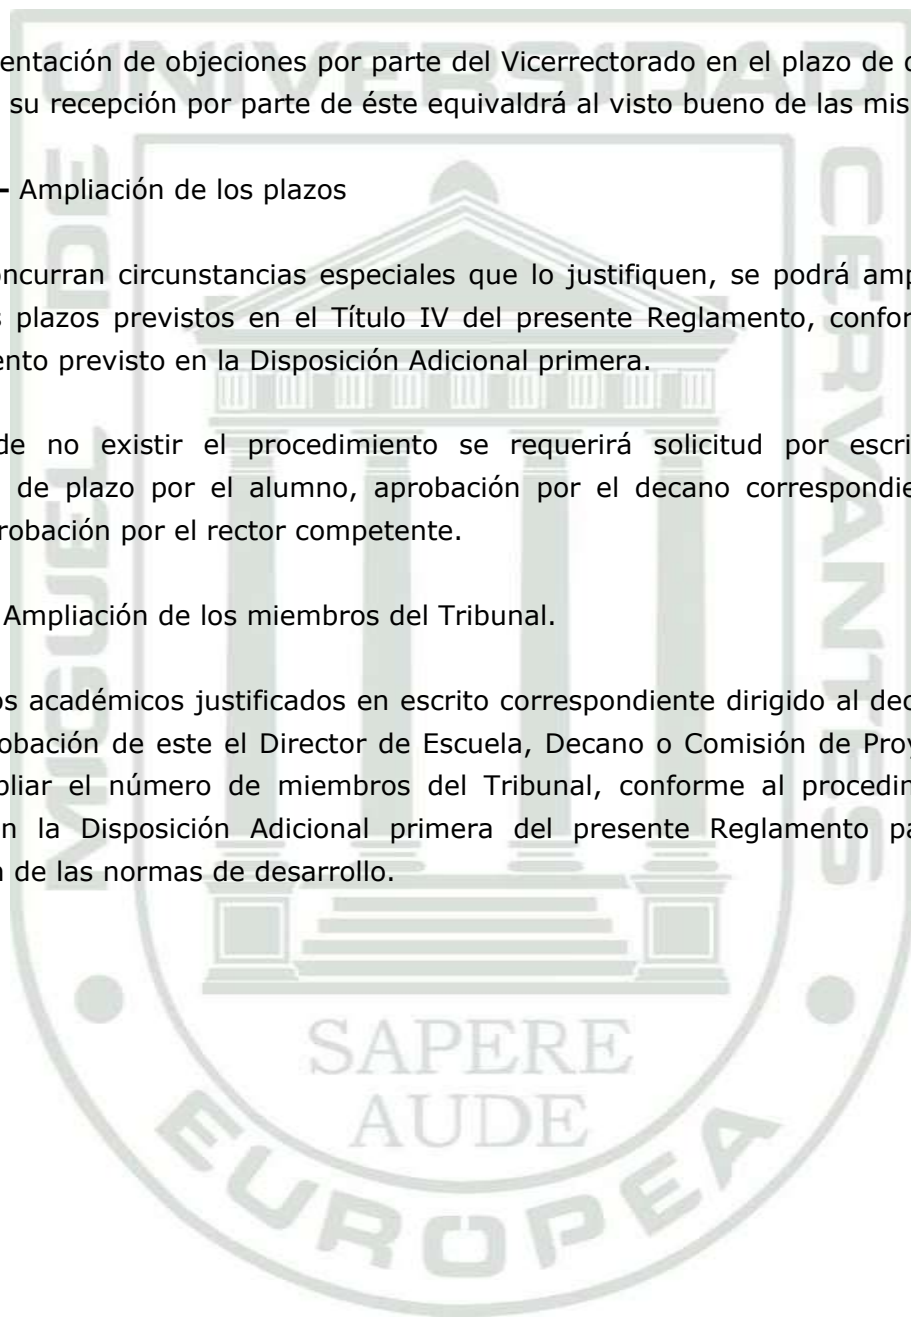 entación de objeciones por parte del Vicerrectorado en el plazo de
su recepción por parte de éste equivaldrá al visto bueno de las mis
- Ampliación de los plazos
oncurran circunstancias especiales que lo justifiquen, se podrá amp
s plazos previstos en el Título IV del presente Reglamento, confor
ento previsto en la Disposición Adicional primera.
de no existir el procedimiento se requerirá solicitud por escri
de plazo por el alumno, aprobación por el decano correspondie
robación por el rector competente.
Ampliación de los miembros del Tribunal.
os académicos justificados en escrito correspondiente dirigido al dec
obación de este el Director de Escuela, Decano o Comisión de Proy
pliar el número de miembros del Tribunal, conforme al procedin
n la Disposición Adicional primera del presente Reglamento pa
de las normas de desarrollo.
UNIVERSIDAD
EUROPEA
MIGUEL DE
CERVANTES
SAPERE
AUDE